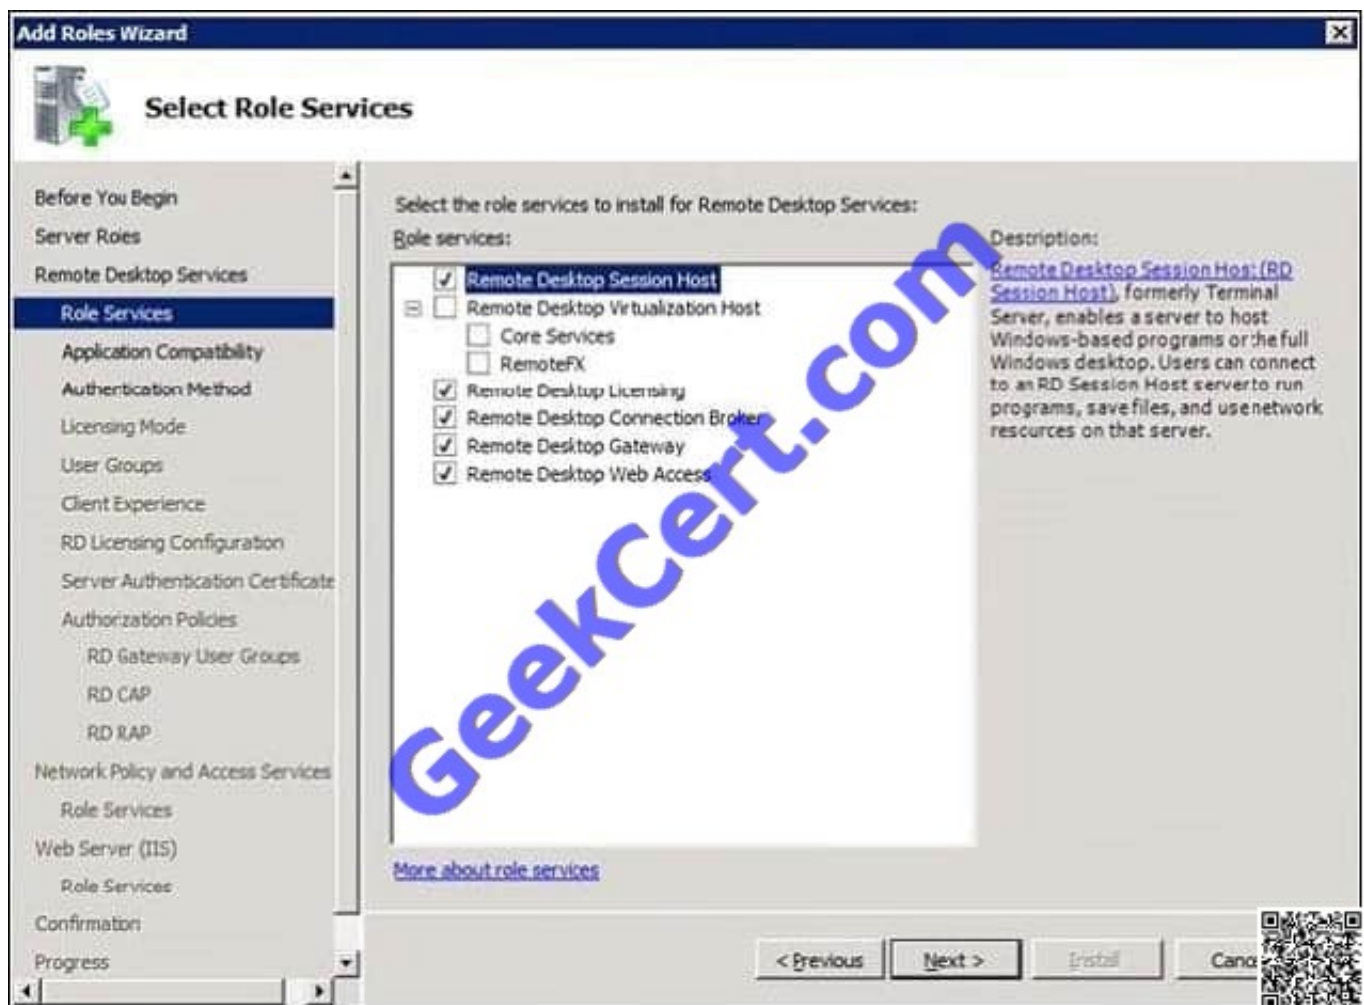 Add Roles Wizard
Select Role Services
Before You Begin
Server Roles
Remote Desktop Services
Role Services
Application Compatibility
Authentication Method
Licensing Mode
User Groups
Client Experience
RD Licensing Configuration
Server Authentication Certificate
Authorization Policies
RD Gateway User Groups
RD CAP
RD RAP
Network Policy and Access Services
Role Services
Web Server (IIS)
Role Services
Confirmation
Progress
Select the role services to install for Remote Desktop Services:
Role services:
Remote Desktop Session Host
Remote Desktop Virtualization Host
Core Services
RemoteFX
Remote Desktop Licensing
Remote Desktop Connection Broker
Remote Desktop Gateway
Remote Desktop Web Access
More about role services
Description:
Remote Desktop Session Host (RD
Session Host), formerly Terminal
Server, enables a server to host
Windows-based programs or the full
Windows desktop. Users can connect
to an RD Session Host server to run
programs, save files, and use network
resources on that server.
GeekCert.com
< Previous
Next >
Install
Canc